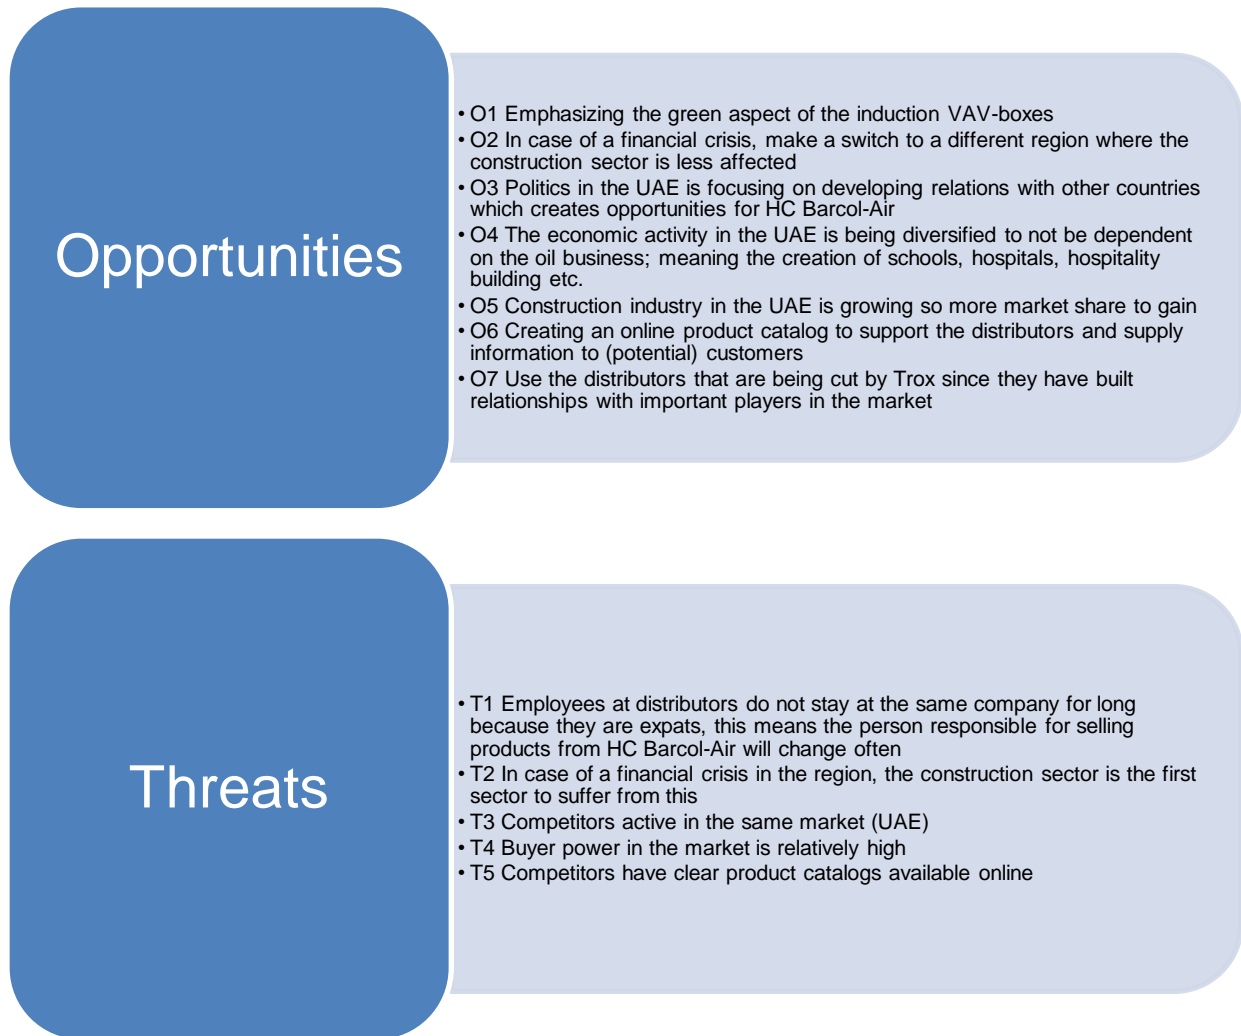 Opportunities
• O1 Emphasizing the green aspect of the induction VAV-boxes
• O2 In case of a financial crisis, make a switch to a different region where the
construction sector is less affected
• O3 Politics in the UAE is focusing on developing relations with other countries
which creates opportunities for HC Barcol-Air
• O4 The economic activity in the UAE is being diversified to not be dependent
on the oil business; meaning the creation of schools, hospitals, hospitality
building etc.
• O5 Construction industry in the UAE is growing so more market share to gain
• O6 Creating an online product catalog to support the distributors and supply
information to (potential) customers
• O7 Use the distributors that are being cut by Trox since they have built
relationships with important players in the market
Threats
• T1 Employees at distributors do not stay at the same company for long
because they are expats, this means the person responsible for selling
products from HC Barcol-Air will change often
• T2 In case of a financial crisis in the region, the construction sector is the first
sector to suffer from this
• T3 Competitors active in the same market (UAE)
• T4 Buyer power in the market is relatively high
• T5 Competitors have clear product catalogs available online